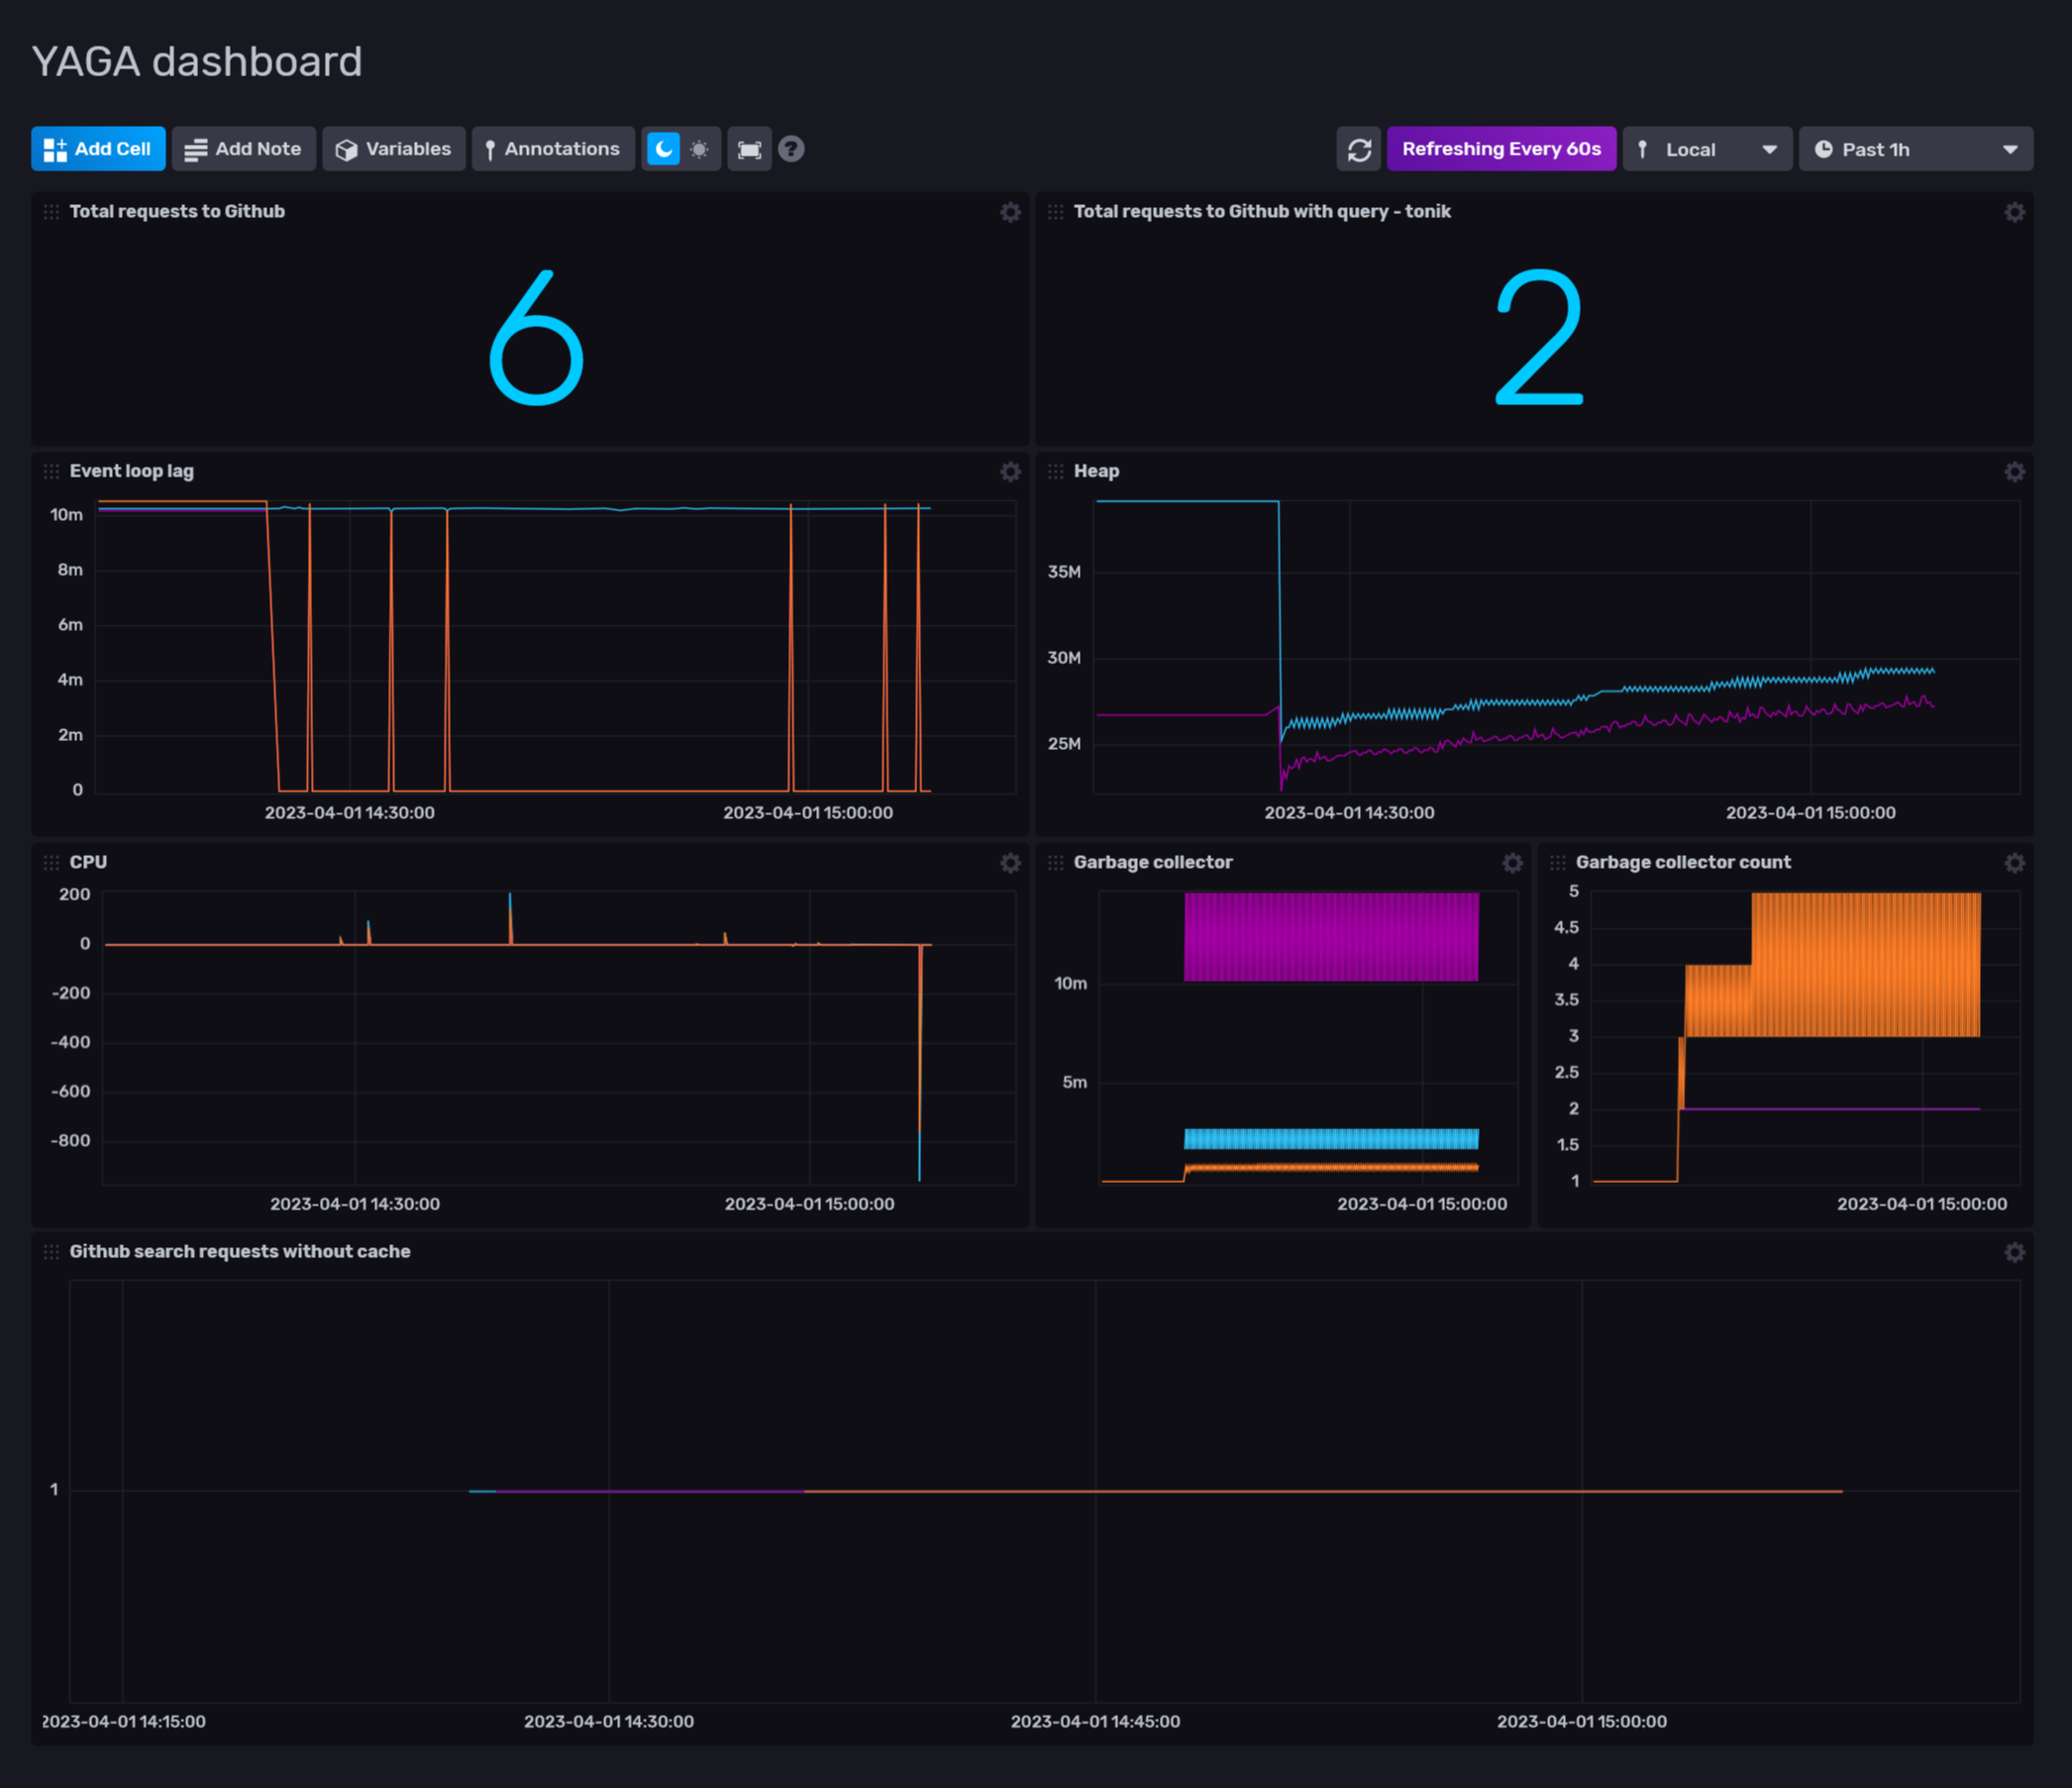 YAGA dashboard
Add Cell Add Note Variables Annotations ? Refreshing Every 60s Local Past 1h
Total requests to Github
6
Total requests to Github with query - tonik
2
Event loop lag
10m
8m
6m
4m
2m
0
2023-04-01 14:30:00 2023-04-01 15:00:00
Heap
35M
30M
25M
2023-04-01 14:30:00 2023-04-01 15:00:00
CPU
200
0
-200
-400
-600
-800
2023-04-01 14:30:00 2023-04-01 15:00:00
Garbage collector
10m
5m
2023-04-01 15:00:00
Garbage collector count
5
4.5
4
3.5
3
2.5
2
1.5
1
2023-04-01 15:00:00
Github search requests without cache
1
2023-04-01 14:15:00 2023-04-01 14:30:00 2023-04-01 14:45:00 2023-04-01 15:00:00